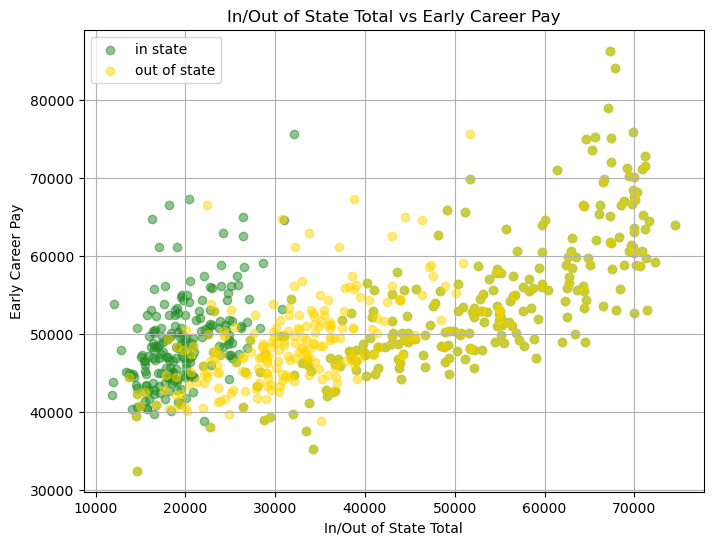 In/Out of State Total vs Early Career Pay
in state
out of state
80000
70000
60000
50000
40000
30000
Early Career Pay
10000 20000 30000 40000 50000 60000 70000
In/Out of State Total